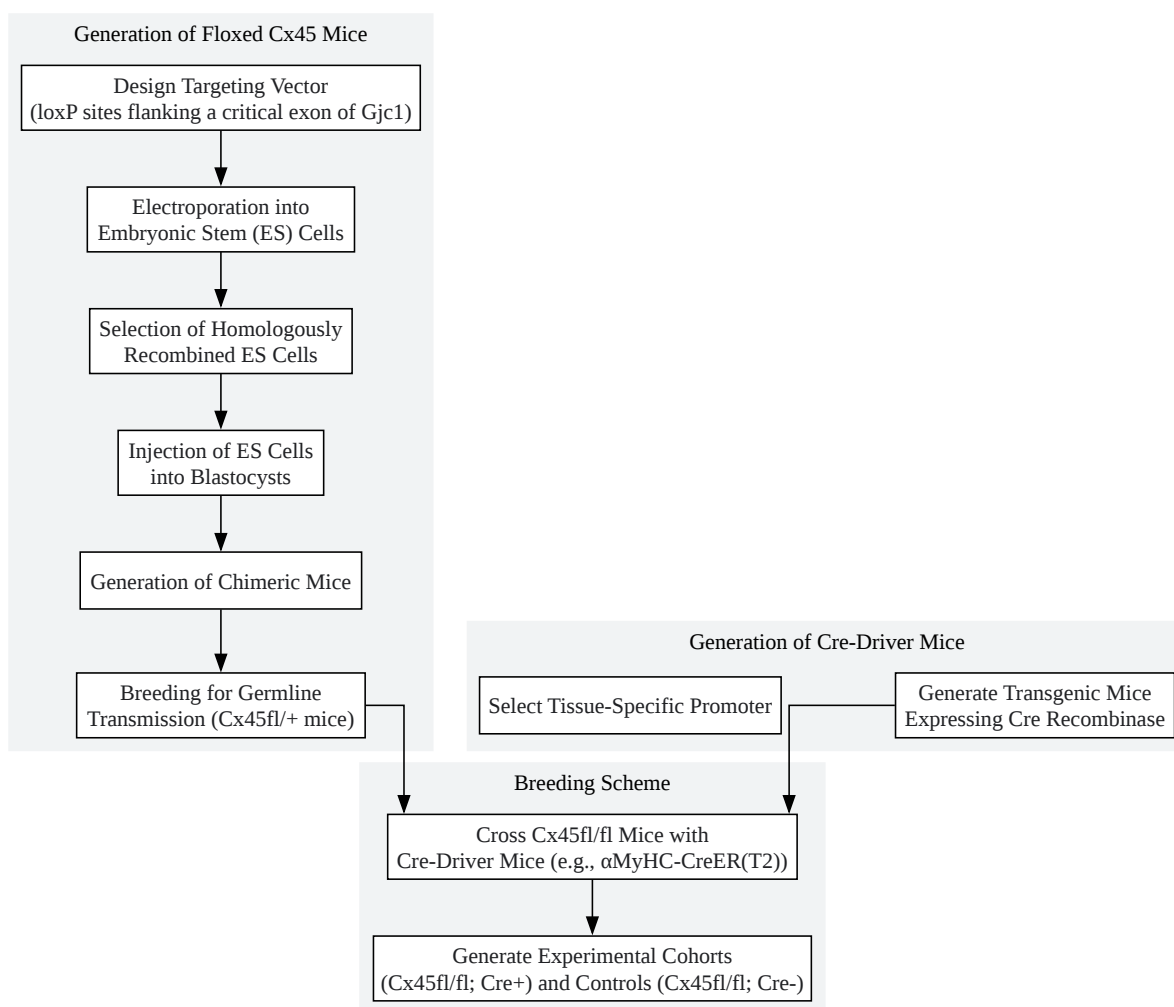 Generation of Floxed Cx45 Mice
Design Targeting Vector
(loxP sites flanking a critical exon of Gjc1)
Electroporation into
Embryonic Stem (ES) Cells
Selection of Homologously
Recombined ES Cells
Injection of ES Cells
into Blastocysts
Generation of Chimeric Mice
Breeding for Germline
Transmission (Cx45fl/+ mice)
Generation of Cre-Driver Mice
Select Tissue-Specific Promoter
Generate Transgenic Mice
Expressing Cre Recombinase
Breeding Scheme
Cross Cx45fl/fl Mice with
Cre-Driver Mice (e.g., αMyHC-CreER(T2))
Generate Experimental Cohorts
(Cx45fl/fl; Cre+) and Controls (Cx45fl/fl; Cre-)